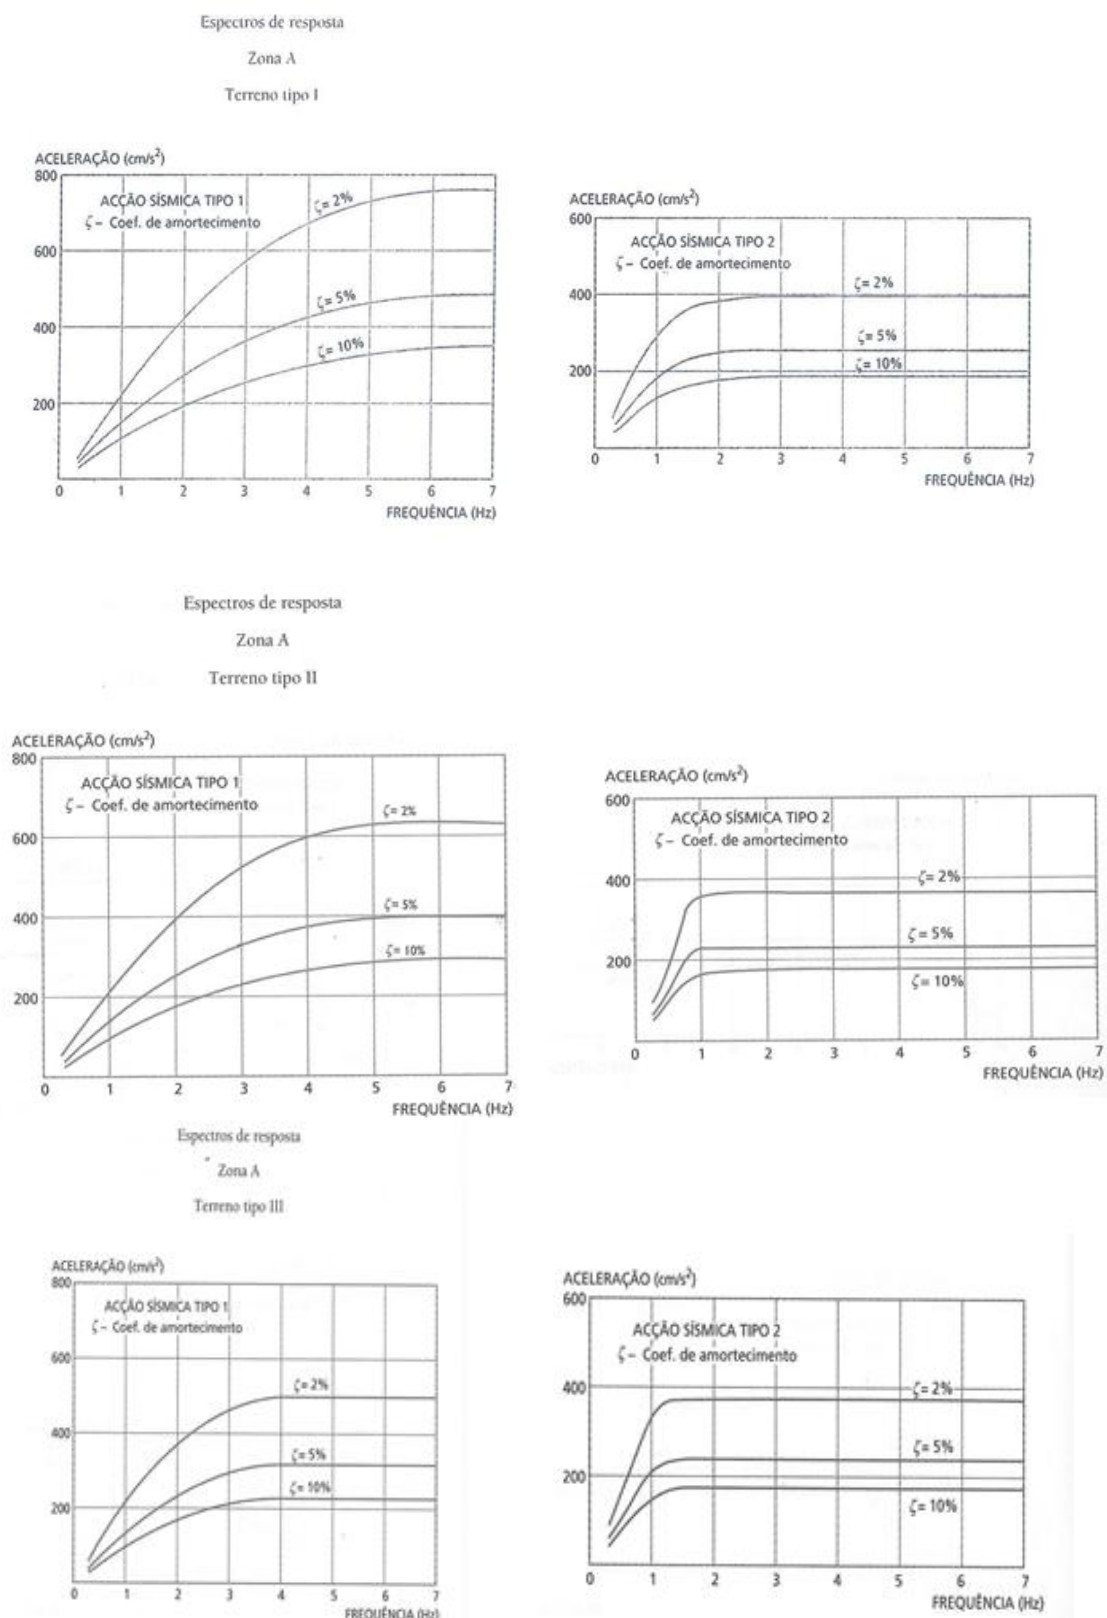 Espectros de resposta
Zona A
Terreno tipo I
ACELERAÇÃO (cm/s²)
800
600
400
200
ACÇÃO SÍSMICA TIPO 1
ζ – Coef. de amortecimento
ζ= 2%
ζ= 5%
ζ= 10%
0 1 2 3 4 5 6 7
FREQUÊNCIA (Hz)
ACELERAÇÃO (cm/s²)
600
400
200
ACÇÃO SÍSMICA TIPO 2
ζ – Coef. de amortecimento
ζ= 2%
ζ= 5%
ζ= 10%
0 1 2 3 4 5 6 7
FREQUÊNCIA (Hz)
Espectros de resposta
Zona A
Terreno tipo II
ACELERAÇÃO (cm/s²)
800
600
400
200
ACÇÃO SÍSMICA TIPO 1
ζ – Coef. de amortecimento
ζ= 2%
ζ= 5%
ζ= 10%
0 1 2 3 4 5 6 7
FREQUÊNCIA (Hz)
ACELERAÇÃO (cm/s²)
600
400
200
ACÇÃO SÍSMICA TIPO 2
ζ – Coef. de amortecimento
ζ= 2%
ζ = 5%
ζ= 10%
0 1 2 3 4 5 6 7
FREQUÊNCIA (Hz)
Espectros de resposta
Zona A
Terreno tipo III
ACELERAÇÃO (cm/s²)
800
600
400
200
ACÇÃO SÍSMICA TIPO 1
ζ – Coef. de amortecimento
ζ= 2%
ζ= 5%
ζ= 10%
0 1 2 3 4 5 6 7
FREQUÊNCIA (Hz)
ACELERAÇÃO (cm/s²)
600
400
200
ACÇÃO SÍSMICA TIPO 2
ζ – Coef. de amortecimento
ζ= 2%
ζ= 5%
ζ= 10%
0 1 2 3 4 5 6 7
FREQUÊNCIA (Hz)